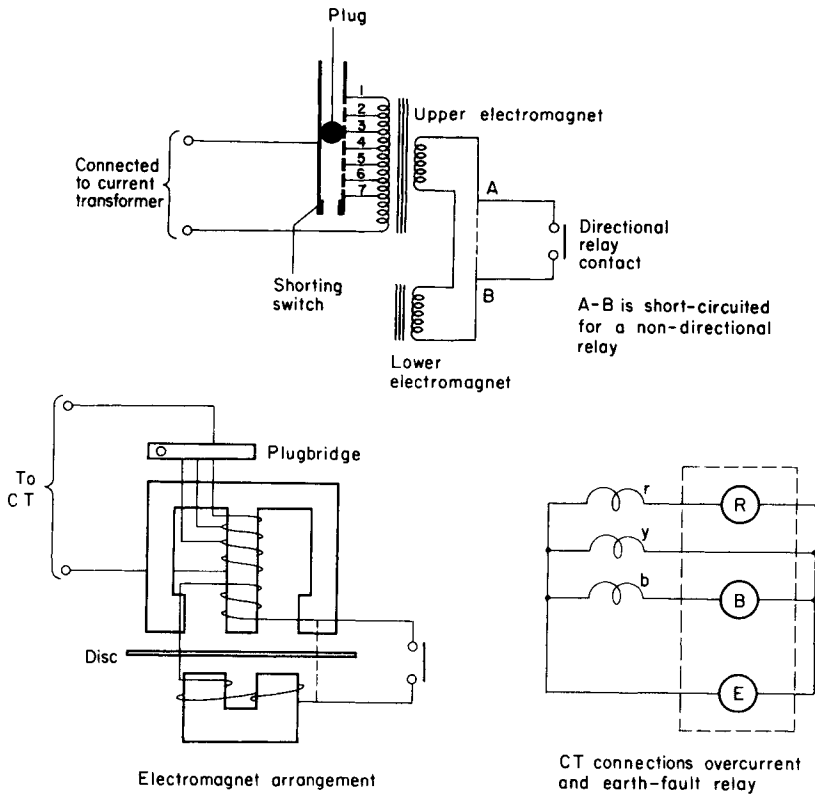 Plug
1
2
3
4
5
6
7
Upper electromagnet
Connected
to current
transformer
A
Directional
relay
contact
B
Shorting
switch
A-B is short-circuited
for a non-directional
relay
Lower
electromagnet
Plugbridge
To
CT
Disc
Electromagnet arrangement
r
R
y
b
B
E
CT connections overcurrent
and earth-fault relay